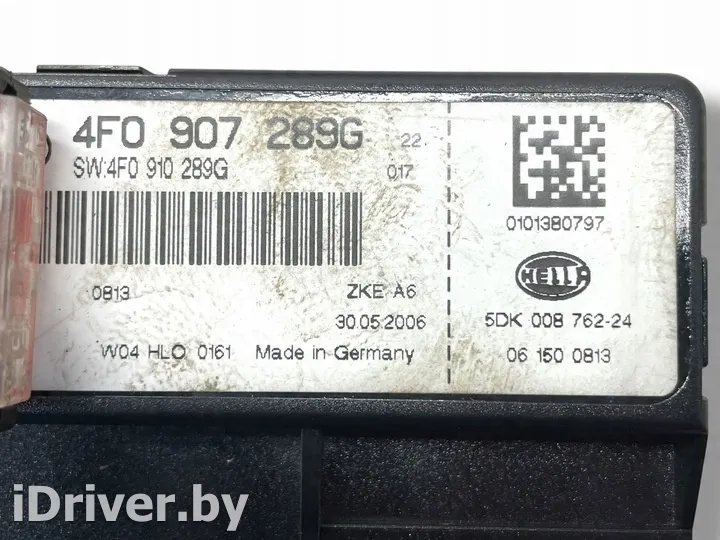 4F0 907 289G 22
SW:4F0 910 289G 017
0813 ZKE A6
30.05.2006
W04 HLO 0161 Made in Germany
0101380797
HELLA
5DK 008 762-24
06 150 0813
iDriver.by